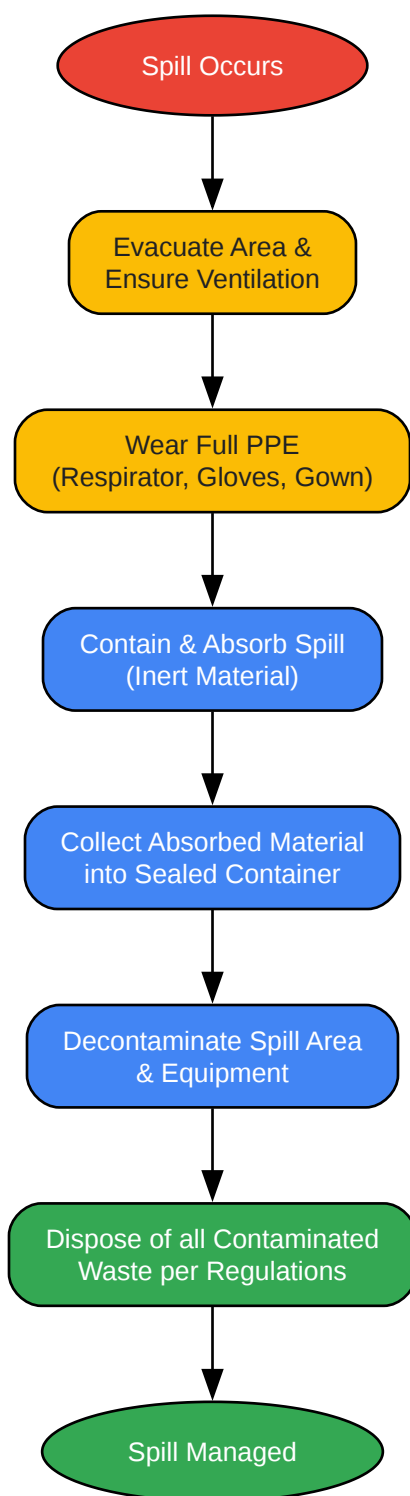 Spill Occurs
Evacuate Area &
Ensure Ventilation
Wear Full PPE
(Respirator, Gloves, Gown)
Contain & Absorb Spill
(Inert Material)
Collect Absorbed Material
into Sealed Container
Decontaminate Spill Area
& Equipment
Dispose of all Contaminated
Waste per Regulations
Spill Managed